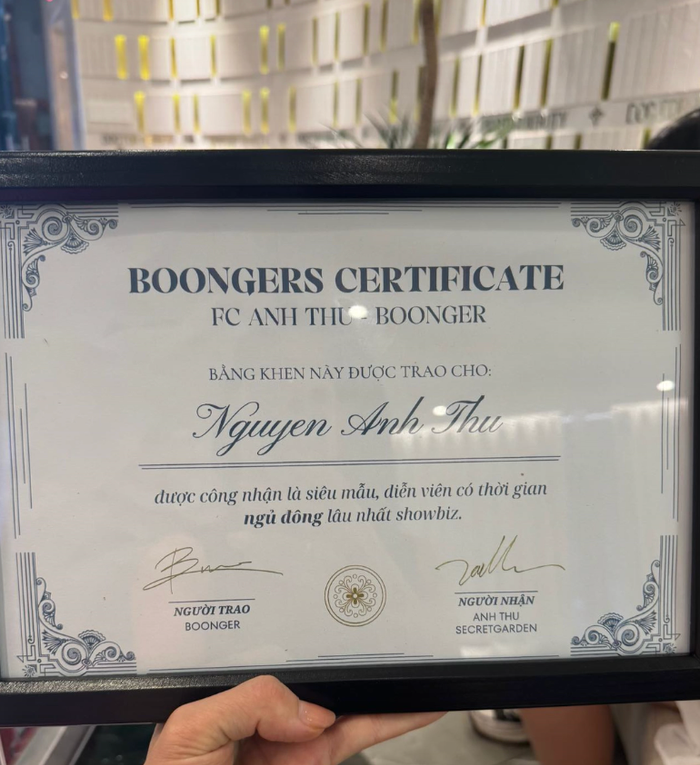 BOONGERS CERTIFICATE
FC ANH THU - BOONGER
BẰNG KHEN NÀY ĐƯỢC TRAO CHO:
Nguyen Anh Thu
được công nhận là siêu mẫu, diễn viên có thời gian
ngủ đông lâu nhất showbiz.
NGƯỜI TRAO
BOONGER
NGƯỜI NHẬN
ANH THU
SECRETGARDEN